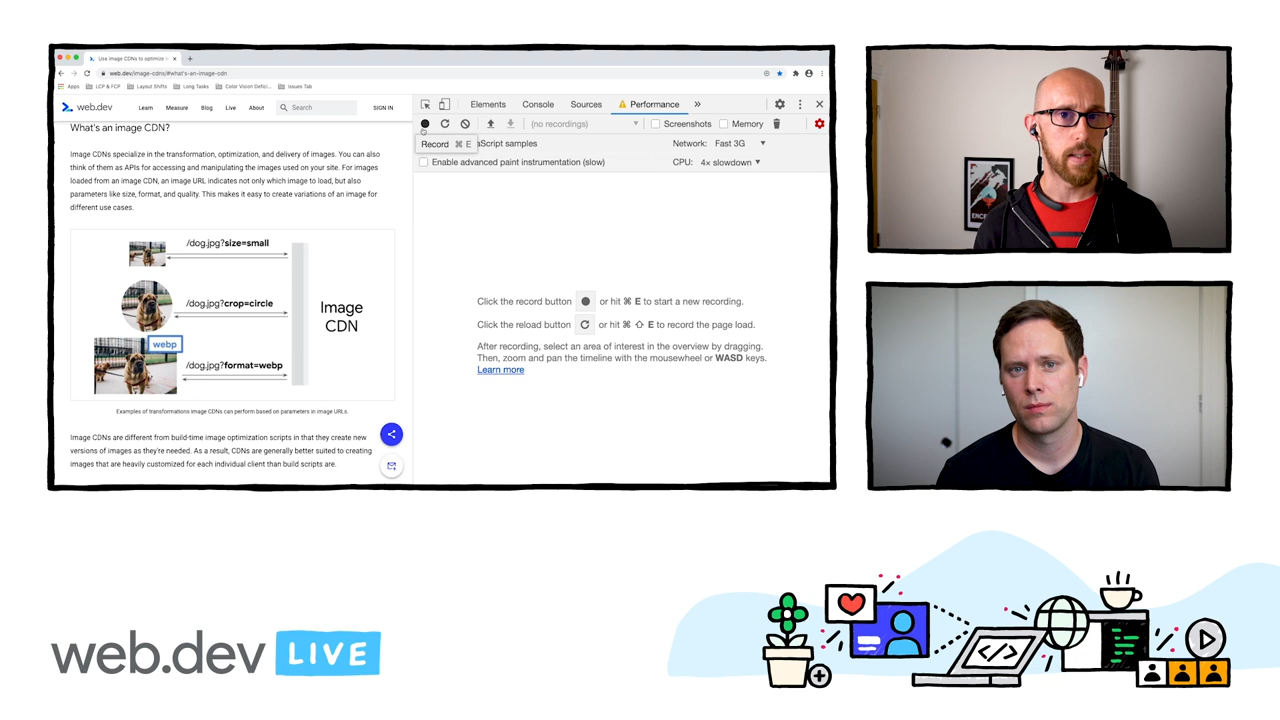 Use image CDNs to optimize
web.dev/image-cdns/#what's-an-image-cdn
Apps LCP & FCP Layout Shifts Long Tasks Color Vision Defici... Issues Tab
web.dev Learn Measure Blog Live About Search SIGN IN
What's an image CDN?
Image CDNs specialize in the transformation, optimization, and delivery of images. You can also
think of them as APIs for accessing and manipulating the images used on your site. For images
loaded from an image CDN, an image URL indicates not only which image to load, but also
parameters like size, format, and quality. This makes it easy to create variations of an image for
different use cases.
/dog.jpg?size=small
/dog.jpg?crop=circle
Image
CDN
webp
/dog.jpg?format=webp
Examples of transformations image CDNs can perform based on parameters in image URLs.
Image CDNs are different from build-time image optimization scripts in that they create new
versions of images as they're needed. As a result, CDNs are generally better suited to creating
images that are heavily customized for each individual client than build scripts are.
Elements Console Sources Performance »
(no recordings) Screenshots Memory
Record ⌘ E Script samples Network: Fast 3G
Enable advanced paint instrumentation (slow) CPU: 4× slowdown
Click the record button or hit ⌘ E to start a new recording.
Click the reload button or hit ⌘ ⇧ E to record the page load.
After recording, select an area of interest in the overview by dragging.
Then, zoom and pan the timeline with the mousewheel or WASD keys.
Learn more
web.dev LIVE